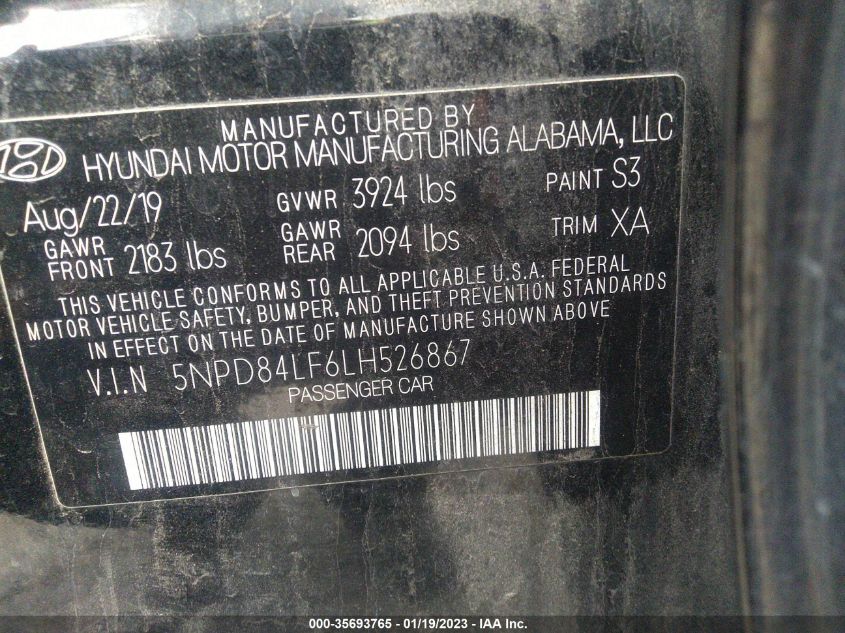 MANUFACTURED BY
HYUNDAI MOTOR MANUFACTURING ALABAMA, LLC
Aug/22/19 GVWR 3924 lbs PAINT S3
GAWR FRONT 2183 lbs GAWR REAR 2094 lbs TRIM XA
THIS VEHICLE CONFORMS TO ALL APPLICABLE U.S.A. FEDERAL
MOTOR VEHICLE SAFETY, BUMPER, AND THEFT PREVENTION STANDARDS
IN EFFECT ON THE DATE OF MANUFACTURE SHOWN ABOVE
V.I.N 5NPD84LF6LH526867
PASSENGER CAR
000-35693765 - 01/19/2023 - IAA Inc.